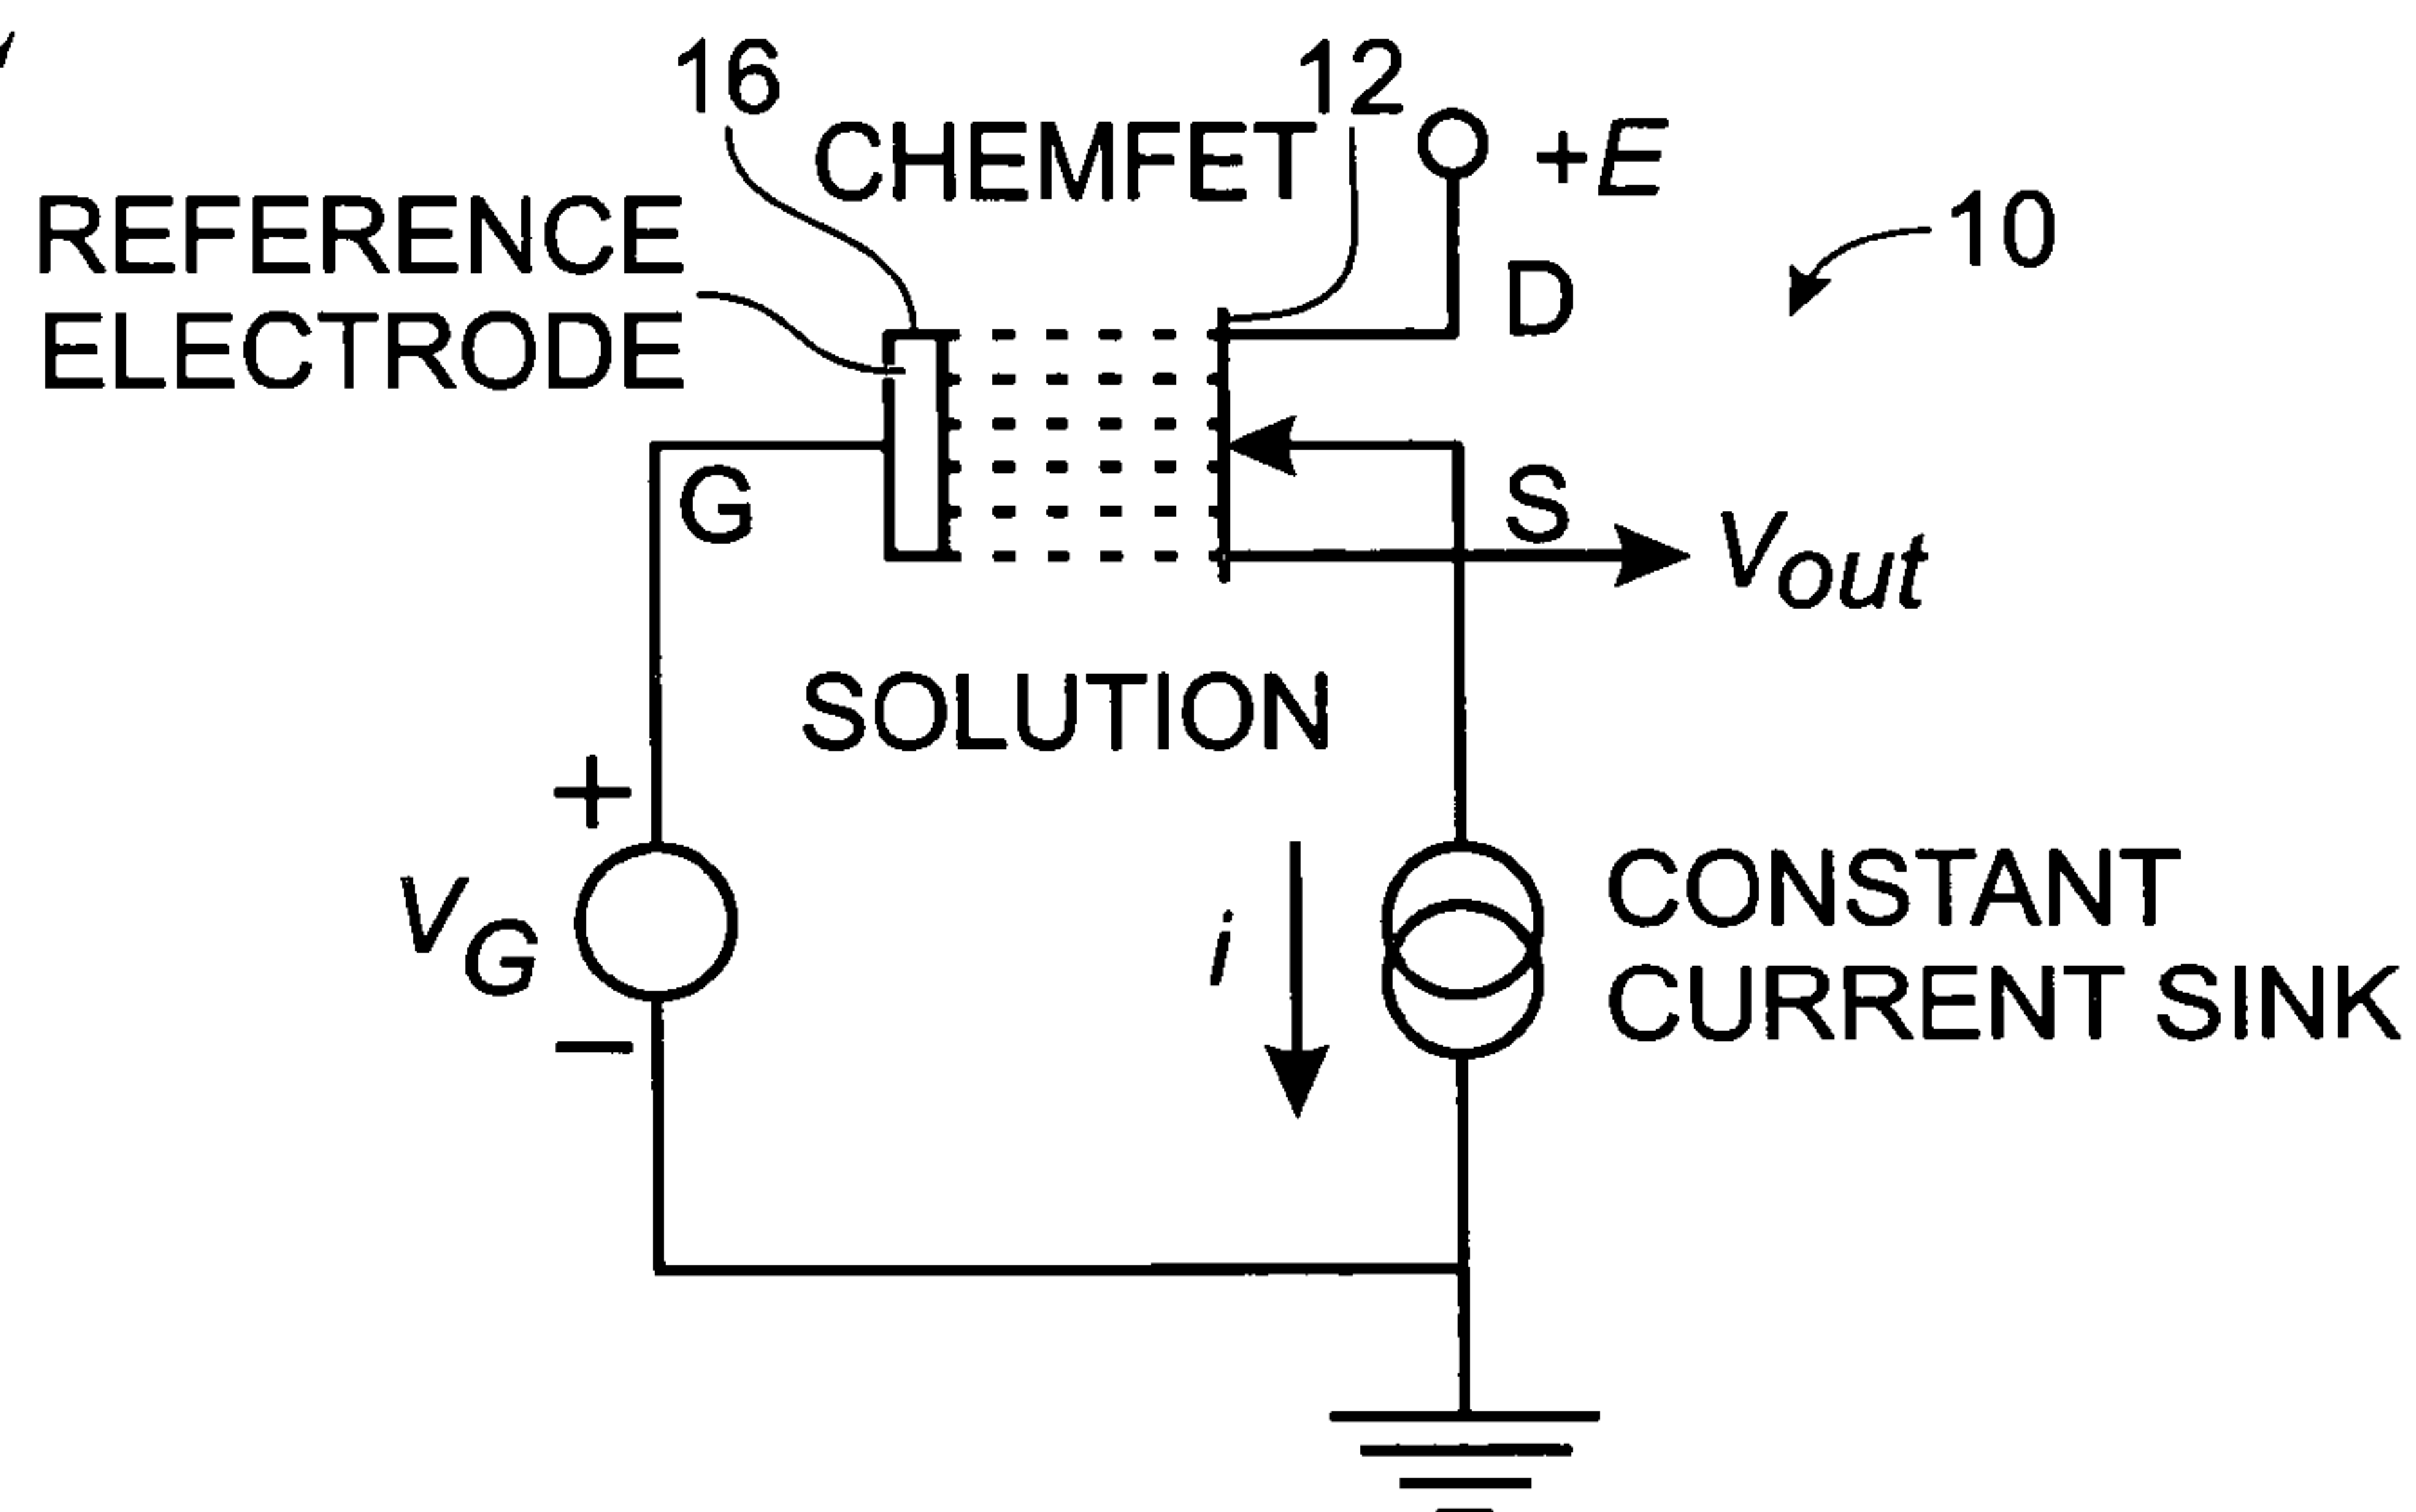 16
12
CHEMFET
+E
REFERENCE
ELECTRODE
10
D
G
S
Vout
SOLUTION
+
VG
–
i
CONSTANT
CURRENT SINK